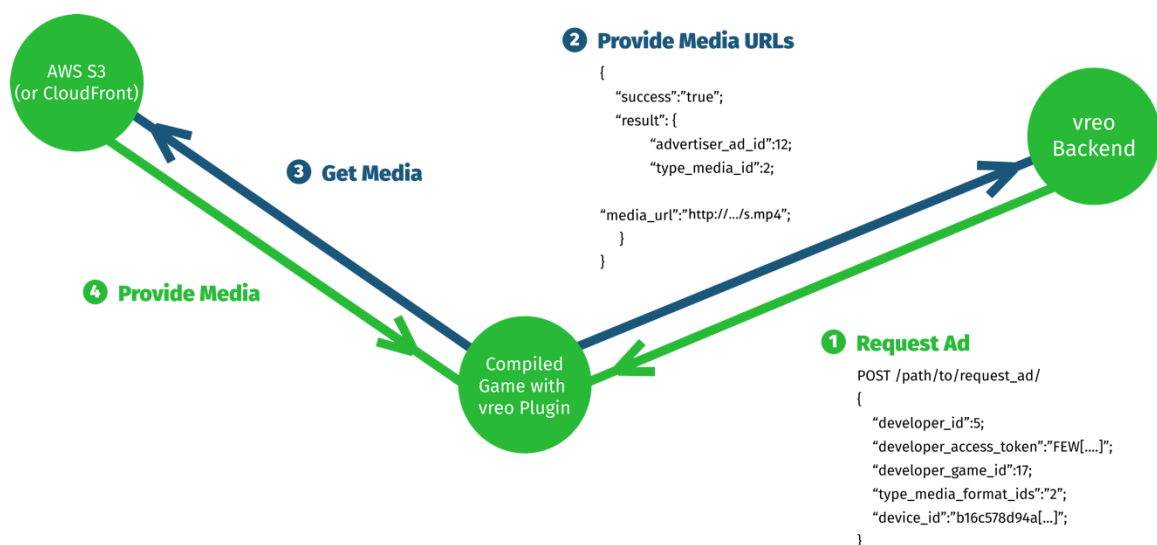 AWS S3
(or CloudFront)
2 Provide Media URLs
{
“success”:”true”;
“result”: {
“advertiser_ad_id”:12;
“type_media_id”:2;
“media_url”:”http://.../s.mp4”;
}
}
vreo
Backend
3 Get Media
4 Provide Media
Compiled
Game with
vreo Plugin
1 Request Ad
POST /path/to/request_ad/
{
“developer_id”:5;
“developer_access_token”:”FEW[....]”;
“developer_game_id”:17;
“type_media_format_ids”:”2”;
“device_id”:”b16c578d94a[...]”;
}